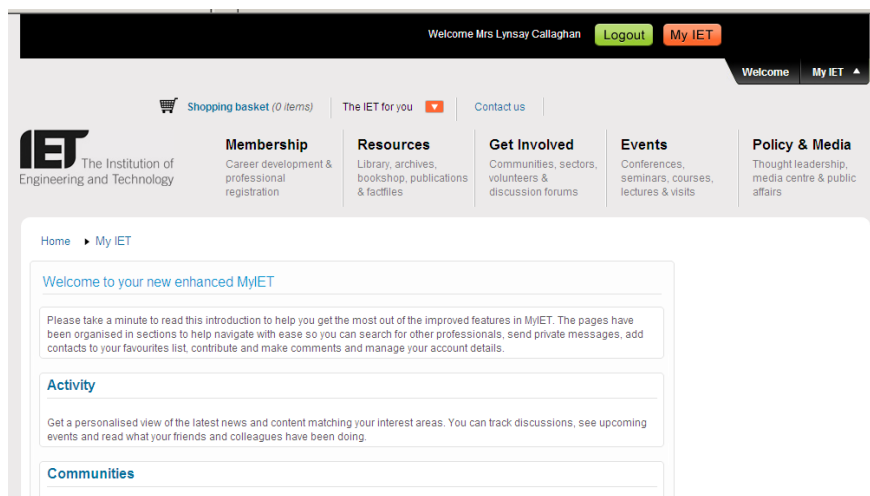 Welcome Mrs Lynsay Callaghan
Logout
My IET
Welcome
My IET
Shopping basket (0 items)
The IET for you
Contact us
IET The Institution of
Engineering and Technology
Membership
Career development &
professional
registration
Resources
Library, archives,
bookshop, publications
& factfiles
Get Involved
Communities, sectors,
volunteers &
discussion forums
Events
Conferences,
seminars, courses,
lectures & visits
Policy & Media
Thought leadership,
media centre & public
affairs
Home
My IET
Welcome to your new enhanced MyIET
Please take a minute to read this introduction to help you get the most out of the improved features in MyIET. The pages have
been organised in sections to help navigate with ease so you can search for other professionals, send private messages, add
contacts to your favourites list, contribute and make comments and manage your account details.
Activity
Get a personalised view of the latest news and content matching your interest areas. You can track discussions, see upcoming
events and read what your friends and colleagues have been doing.
Communities